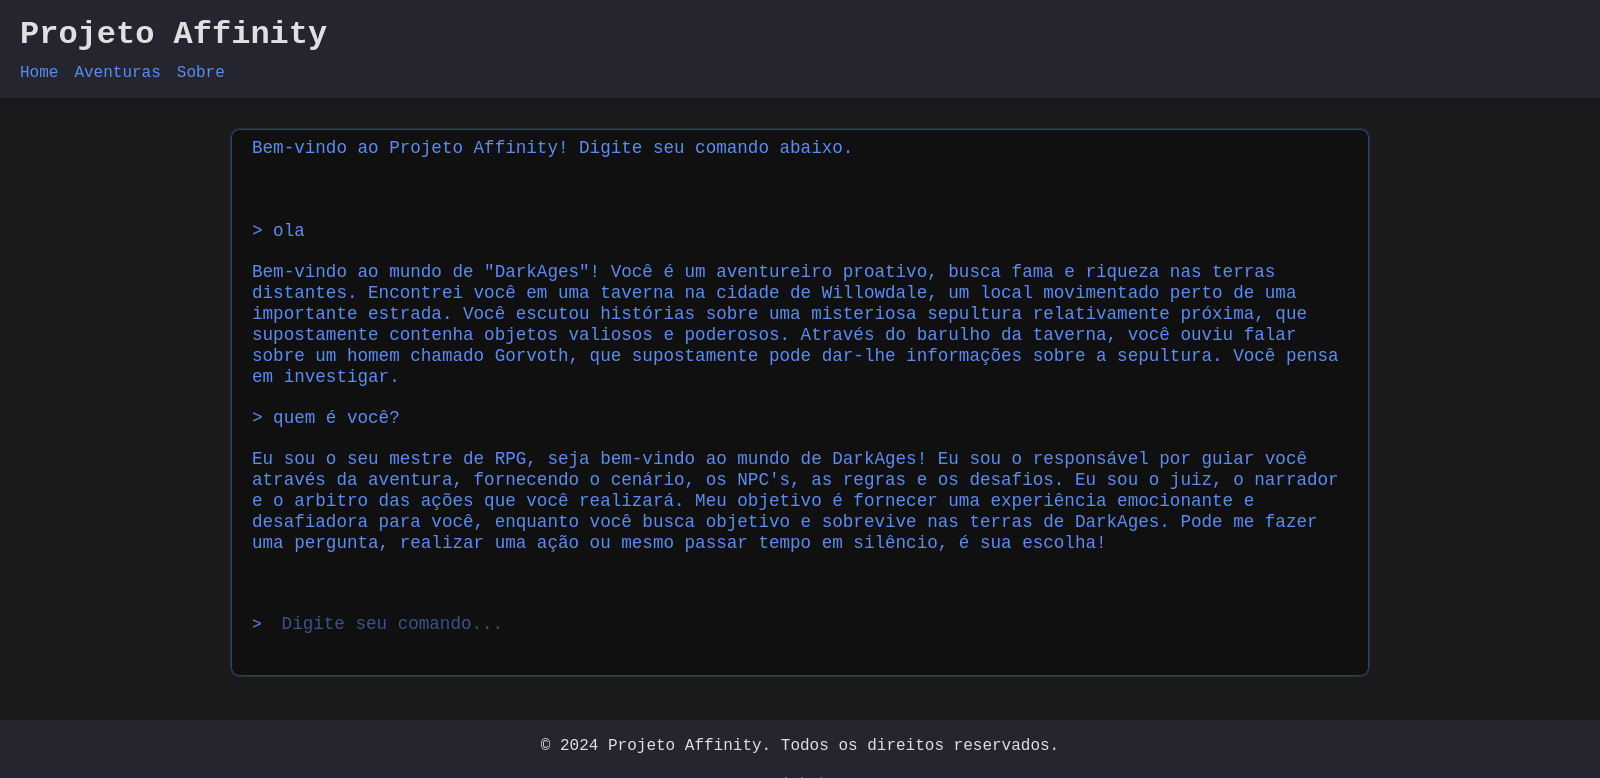 Projeto Affinity
Home Aventuras Sobre
Bem-vindo ao Projeto Affinity! Digite seu comando abaixo.
> ola
Bem-vindo ao mundo de "DarkAges"! Você é um aventureiro proativo, busca fama e riqueza nas terras
distantes. Encontrei você em uma taverna na cidade de Willowdale, um local movimentado perto de uma
importante estrada. Você escutou histórias sobre uma misteriosa sepultura relativamente próxima, que
supostamente contenha objetos valiosos e poderosos. Através do barulho da taverna, você ouviu falar
sobre um homem chamado Gorvoth, que supostamente pode dar-lhe informações sobre a sepultura. Você pensa
em investigar.
> quem é você?
Eu sou o seu mestre de RPG, seja bem-vindo ao mundo de DarkAges! Eu sou o responsável por guiar você
através da aventura, fornecendo o cenário, os NPC's, as regras e os desafios. Eu sou o juiz, o narrador
e o arbitro das ações que você realizará. Meu objetivo é fornecer uma experiência emocionante e
desafiadora para você, enquanto você busca objetivo e sobrevive nas terras de DarkAges. Pode me fazer
uma pergunta, realizar uma ação ou mesmo passar tempo em silêncio, é sua escolha!
> Digite seu comando...
© 2024 Projeto Affinity. Todos os direitos reservados.